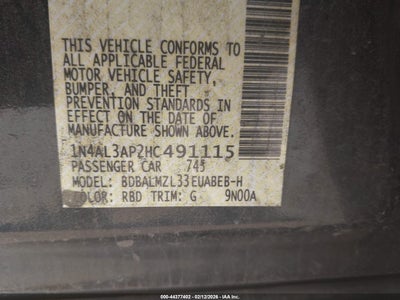 THIS VEHICLE CONFORMS TO
ALL APPLICABLE FEDERAL
MOTOR VEHICLE SAFETY,
BUMPER, AND THEFT
PREVENTION STANDARDS IN
EFFECT ON THE DATE OF
MANUFACTURE SHOWN ABOVE.
1N4AL3AP2HC491115
PASSENGER CAR 745
MODEL: BDBALMZL33EUABEB-H
COLOR: RBD TRIM: G 9N00A
000-44377402 - 02/12/2026 - IAA Inc.